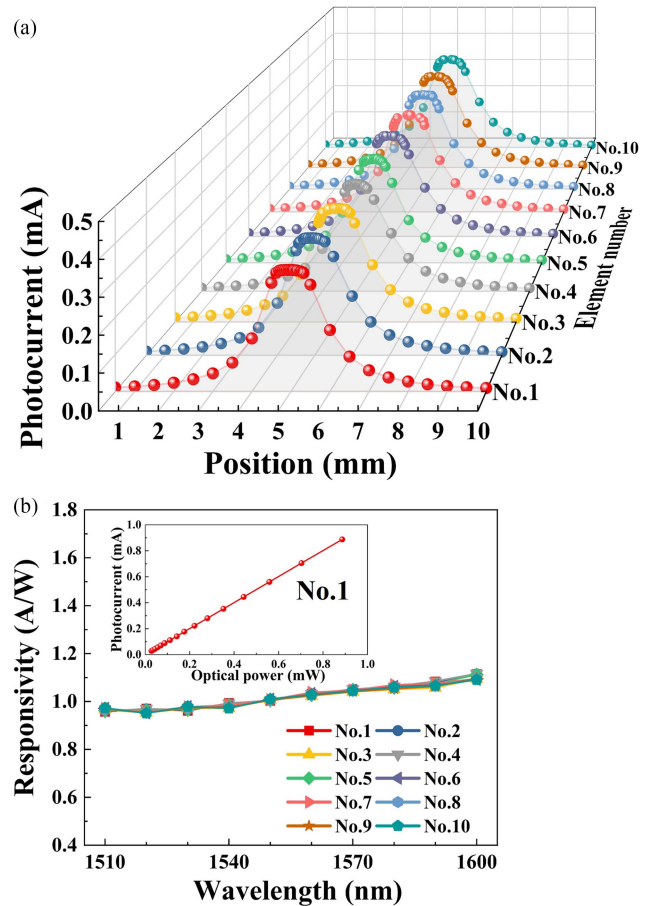 (a)
Photocurrent (mA)
0.5
0.4
0.3
0.2
0.1
0.0
1 2 3 4 5 6 7 8 9 10
Position (mm)
No.10
No.9
No.8
No.7
No.6
No.5
No.4
No.3
No.2
No.1
Element number
(b)
Responsivity (A/W)
1.8
1.6
1.4
1.2
1.0
0.8
0.6
0.4
1510 1540 1570 1600
Wavelength (nm)
Photocurrent (mA)
1.0
0.8
0.6
0.4
0.2
0.0
0.0 0.2 0.4 0.6 0.8 1.0
Optical power (mW)
No.1
No.1 No.2
No.3 No.4
No.5 No.6
No.7 No.8
No.9 No.10